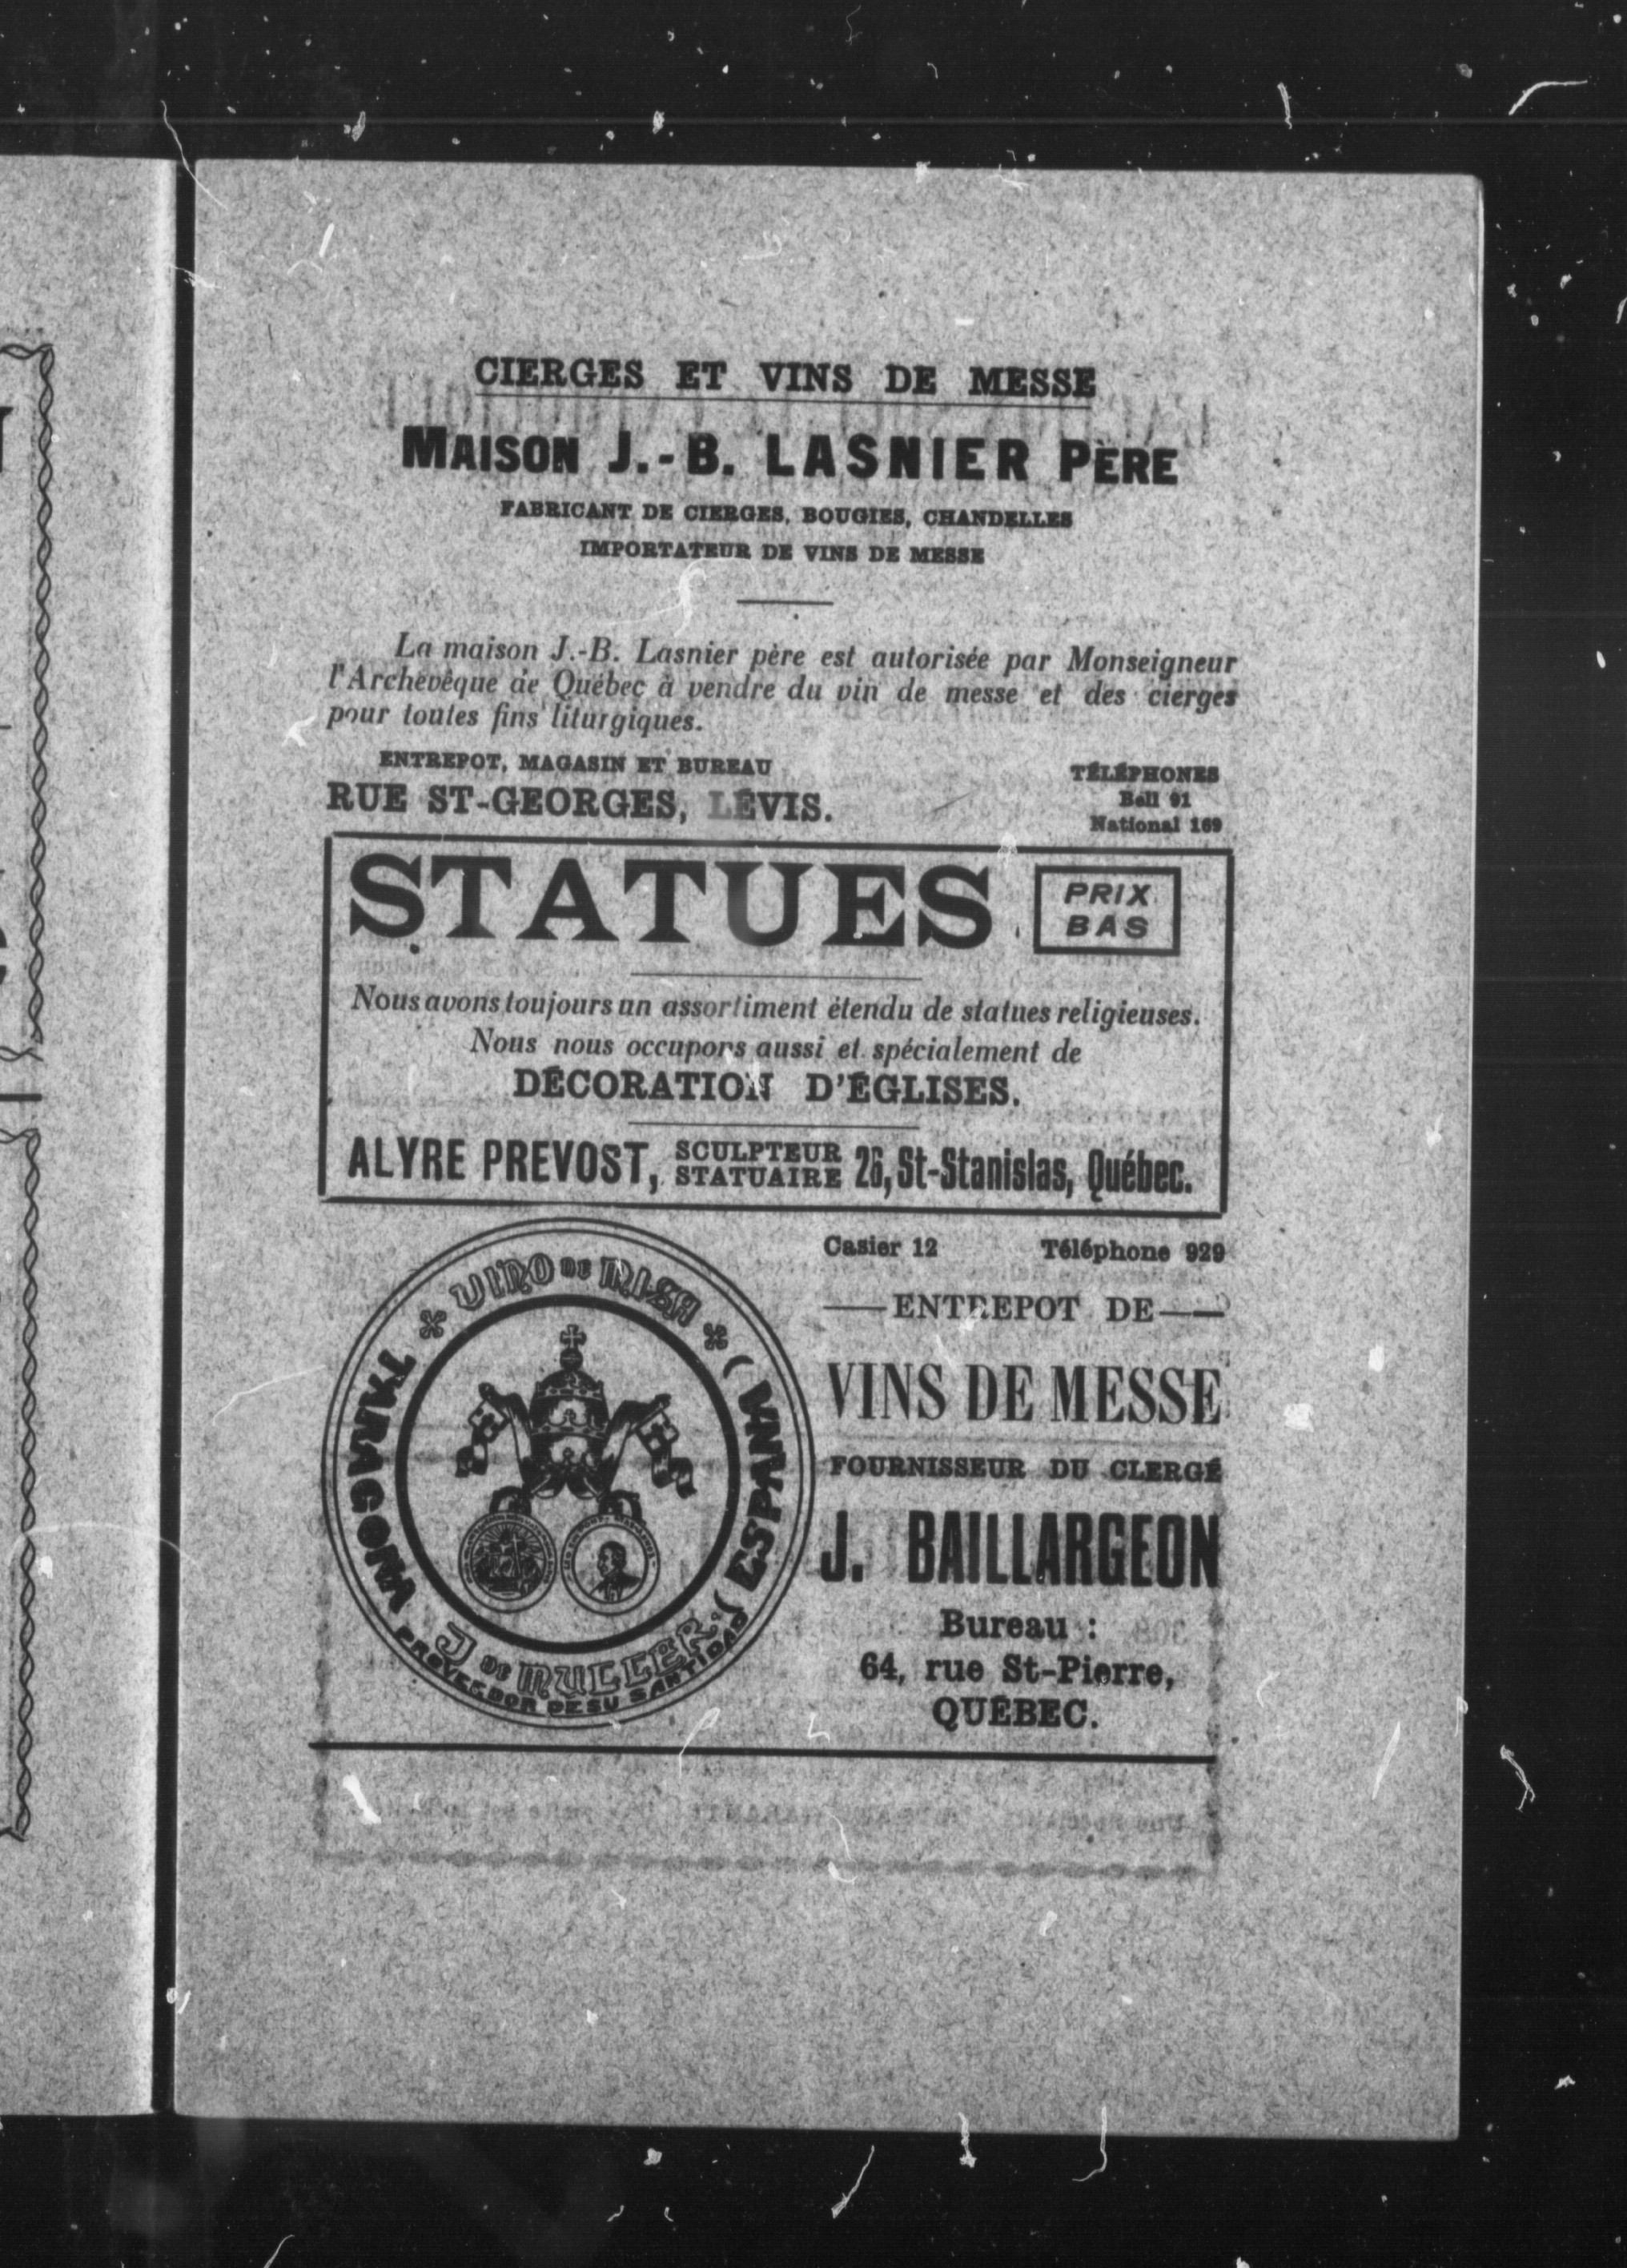 CIERGES ET VINS DE MESSE
MAISON J.-B. LASNIER PÈRE
FABRICANT DE CIERGES, BOUGIES, CHANDELLES
IMPORTATEUR DE VINS DE MESSE
La maison J.-B. Lasnier père est autorisée par Monseigneur
l'Archevêque de Québec à vendre du vin de messe et des cierges
pour toutes fins liturgiques.
ENTREPOT, MAGASIN ET BUREAU
RUE ST-GEORGES, LÉVIS.
TÉLÉPHONES
Bell 91
National 169
STATUES
PRIX
BAS
Nous avons toujours un assortiment étendu de statues religieuses.
Nous nous occupons aussi et spécialement de
DÉCORATION D'ÉGLISES.
ALYRE PREVOST, SCULPTEUR STATUAIRE 26, St-Stanislas, Québec.
VINO DE MISA
TARAGONA
(ESPANA)
J DE MULLER
PROVEEDOR DE SU SANTIDAD
Casier 12 Téléphone 929
ENTREPOT DE
VINS DE MESSE
FOURNISSEUR DU CLERGÉ
J. BAILLARGEON
Bureau :
64, rue St-Pierre,
QUÉBEC.